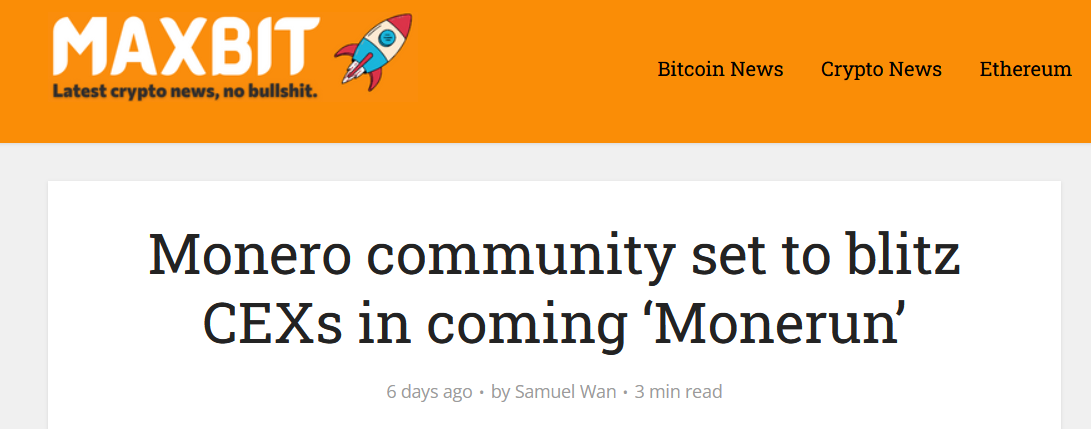 MAXBIT
Latest crypto news, no bullshit.
Bitcoin News Crypto News Ethereum
Monero community set to blitz
CEXs in coming ‘Monerun’
6 days ago • by Samuel Wan • 3 min read